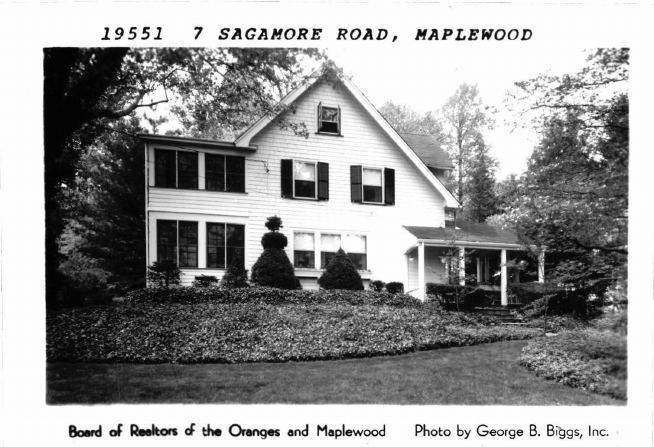 19551 7 SAGAMORE ROAD, MAPLEWOOD
Board of Realtors of the Oranges and Maplewood Photo by George B. Biggs, Inc.